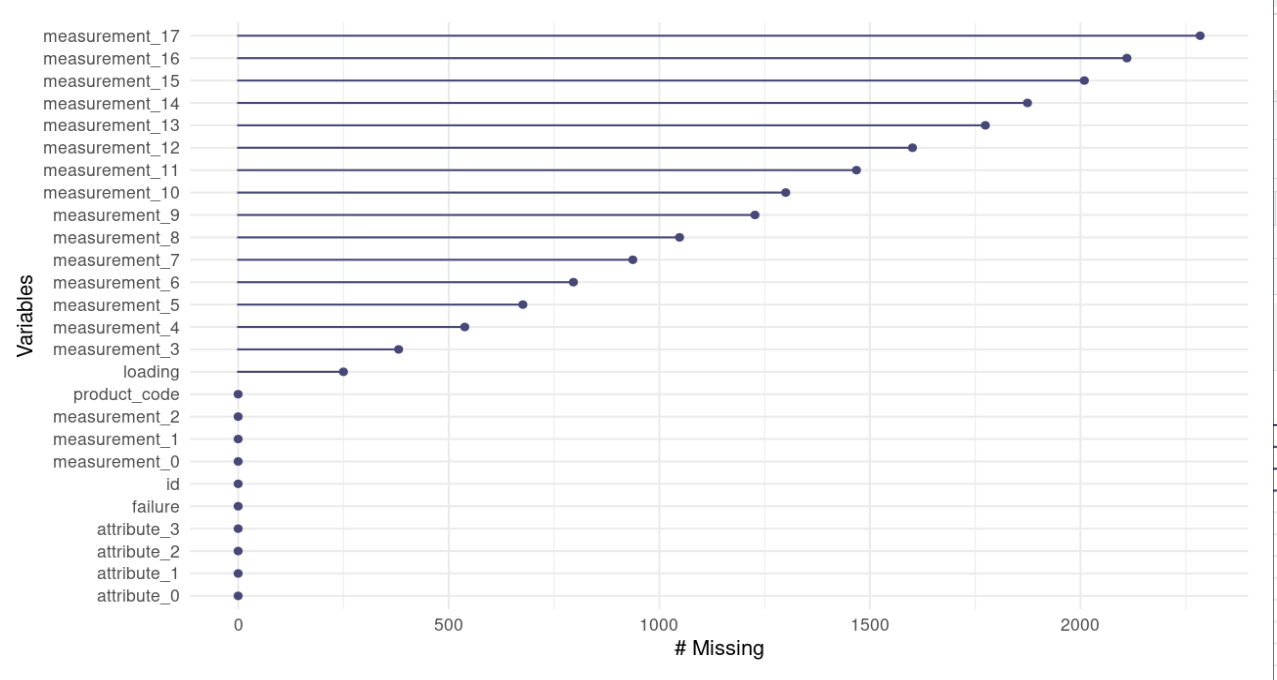 measurement_17
measurement_16
measurement_15
measurement_14
measurement_13
measurement_12
measurement_11
measurement_10
measurement_9
measurement_8
measurement_7
measurement_6
measurement_5
measurement_4
measurement_3
loading
product_code
measurement_2
measurement_1
measurement_0
id
failure
attribute_3
attribute_2
attribute_1
attribute_0
Variables
0 500 1000 1500 2000
# Missing